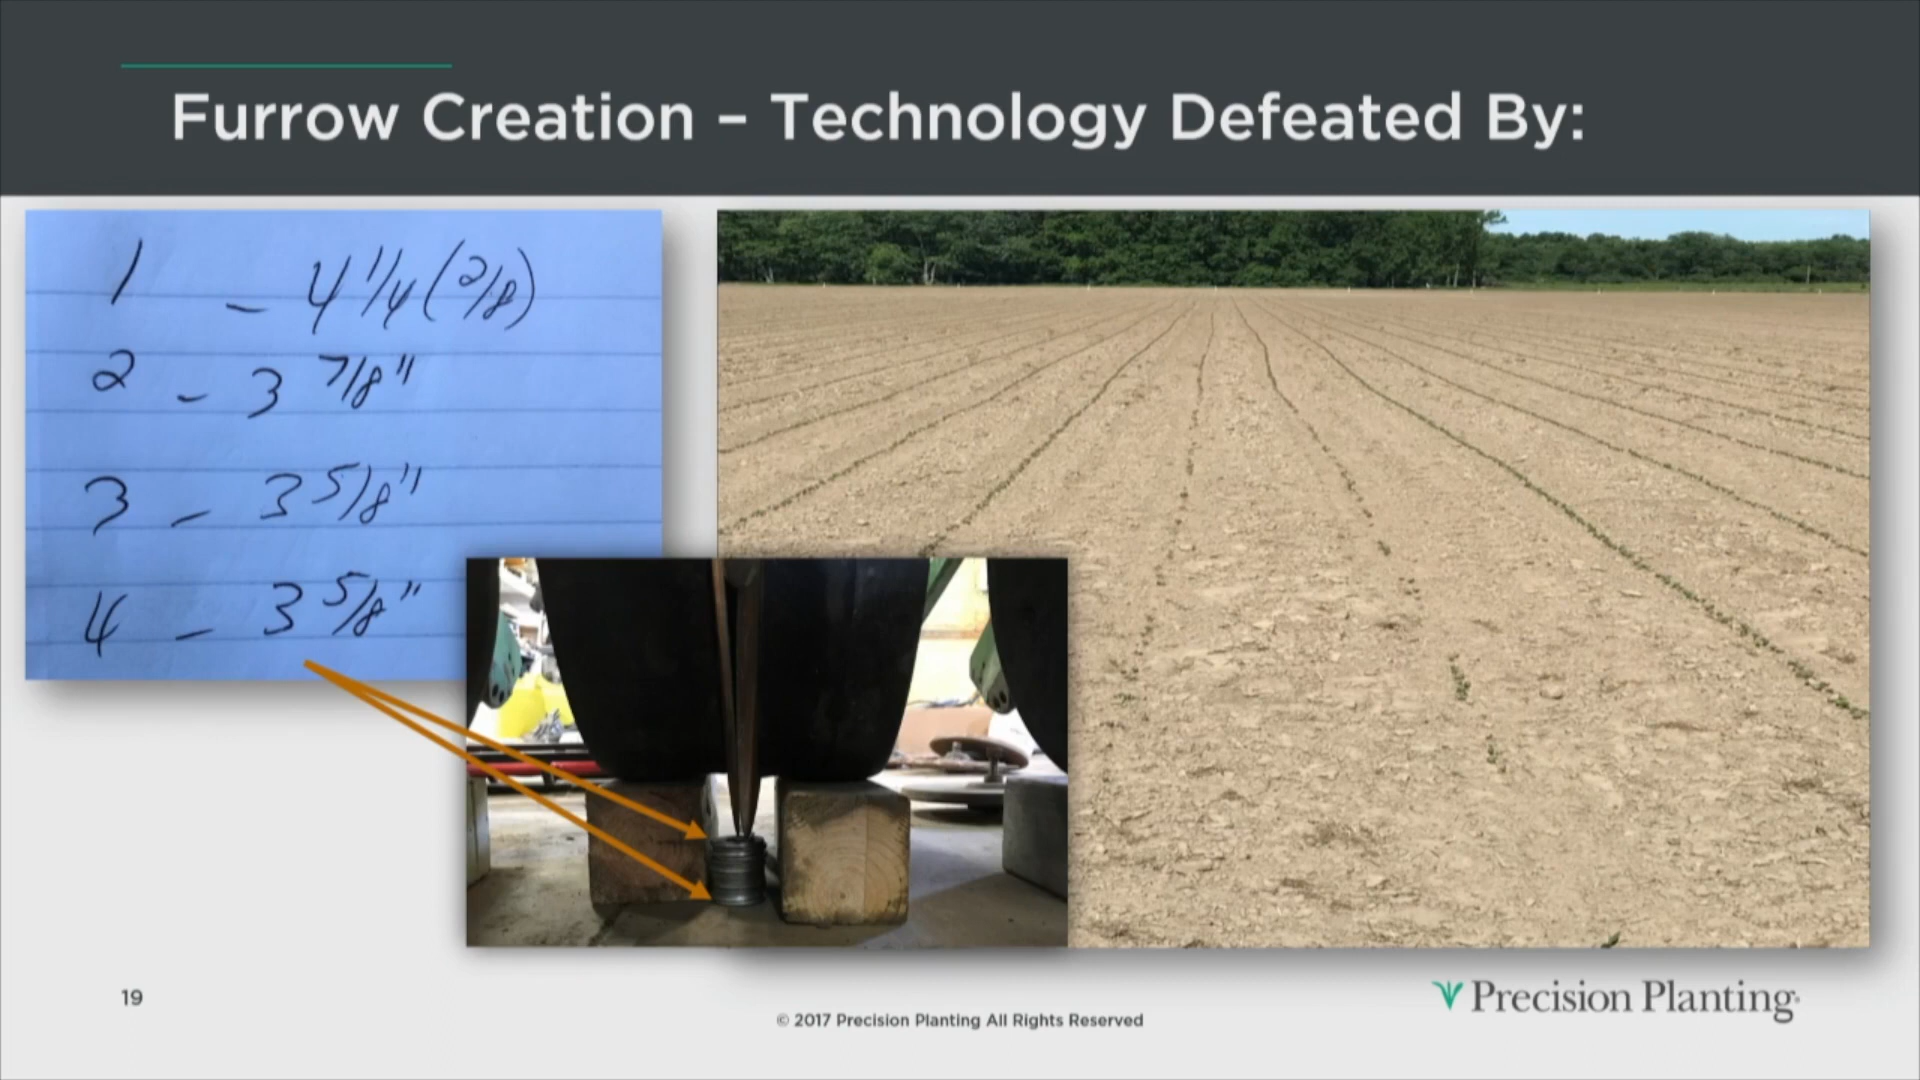 Furrow Creation – Technology Defeated By:
1 - 4 1/4 (2/8)
2 - 3 7/8"
3 - 3 5/8"
4 - 3 5/8"
19
© 2017 Precision Planting All Rights Reserved
Precision Planting